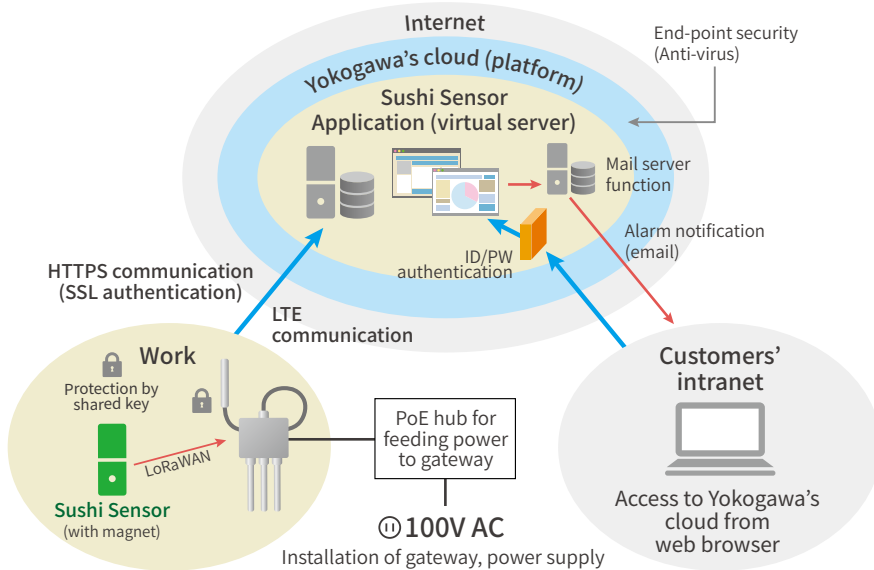 Internet
Yokogawa's cloud (platform)
Sushi Sensor
Application (virtual server)
End-point security
(Anti-virus)
Mail server
function
ID/PW
authentication
Alarm notification
(email)
HTTPS communication
(SSL authentication)
LTE
communication
Work
Protection by
shared key
LoRaWAN
Sushi Sensor
(with magnet)
PoE hub for
feeding power
to gateway
100V AC
Installation of gateway, power supply
Customers'
intranet
Access to Yokogawa's
cloud from
web browser